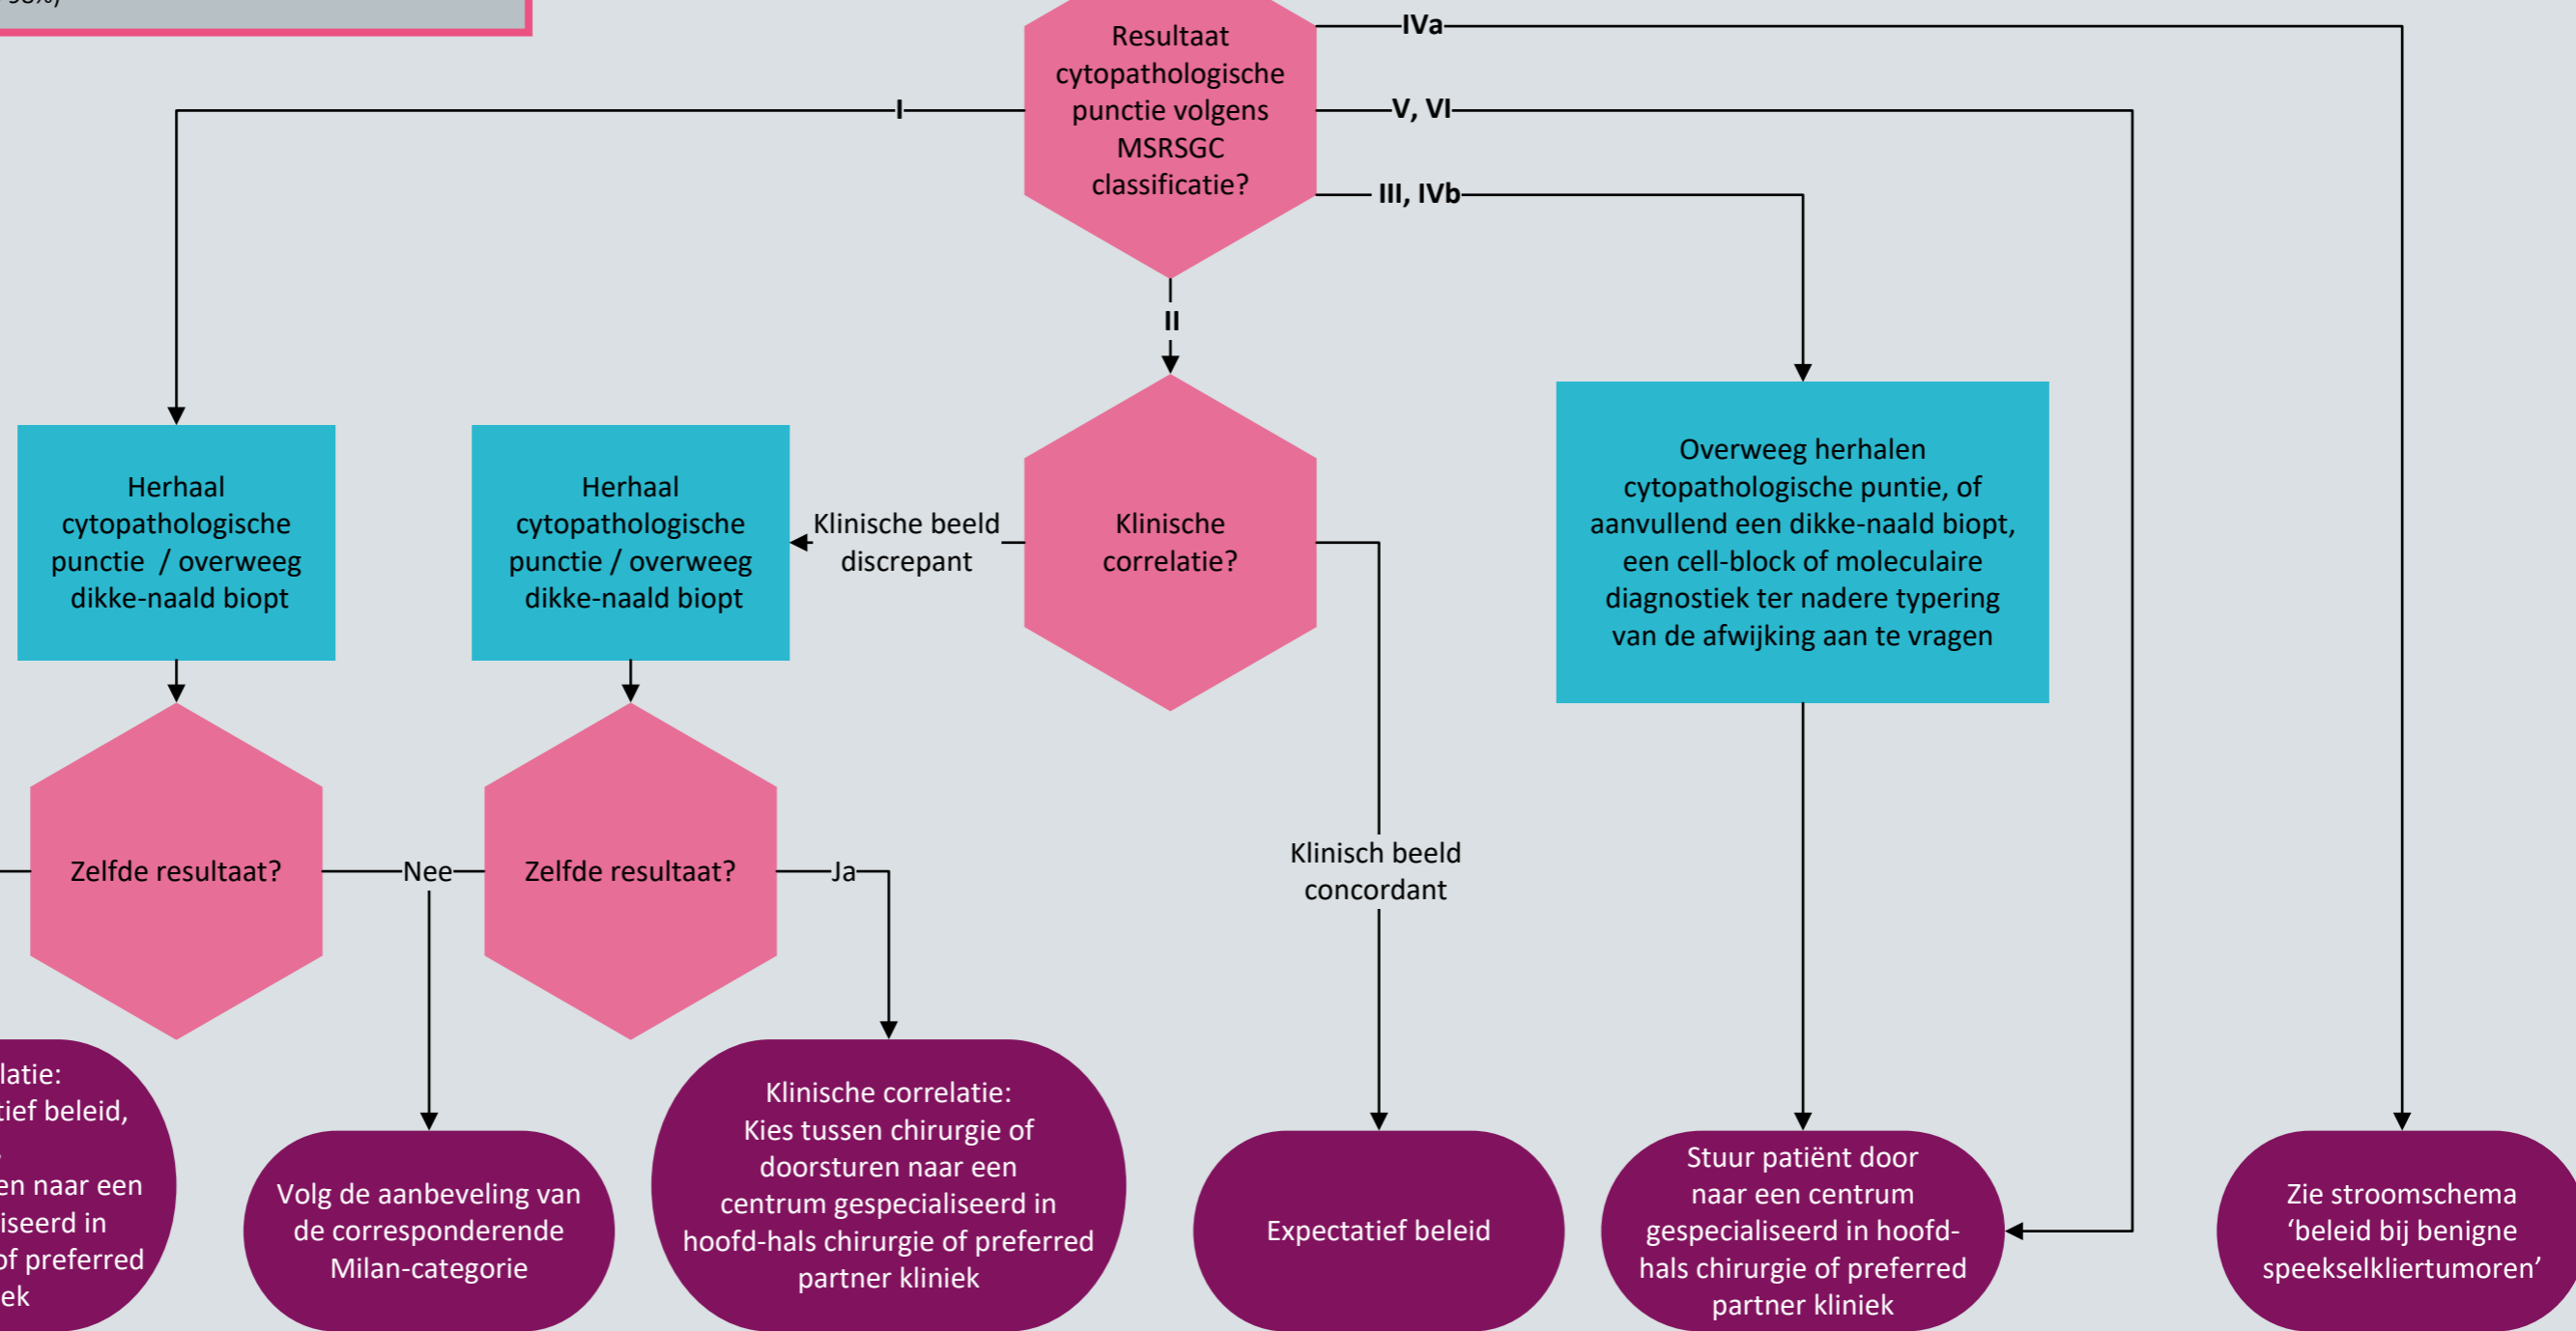 98%)
Resultaat
cytopathologische
punctie volgens
MSRSGC
classificatie?
IVa
I
V, VI
III, IVb
II
Herhaal
cytopathologische
punctie / overweeg
dikke-naald biopt
Herhaal
cytopathologische
punctie / overweeg
dikke-naald biopt
Klinische beeld
discrepant
Klinische
correlatie?
Overweeg herhalen
cytopathologische puntie, of
aanvullend een dikke-naald biopt,
een cell-block of moleculaire
diagnostiek ter nadere typering
van de afwijking aan te vragen
Zelfde resultaat?
Nee
Zelfde resultaat?
Ja
Klinisch beeld
concordant
latie:
tief beleid,
en naar een
iseerd in
of preferred
ek
Volg de aanbeveling van
de corresponderende
Milan-categorie
Klinische correlatie:
Kies tussen chirurgie of
doorsturen naar een
centrum gespecialiseerd in
hoofd-hals chirurgie of preferred
partner kliniek
Expectatief beleid
Stuur patiënt door
naar een centrum
gespecialiseerd in hoofd-
hals chirurgie of preferred
partner kliniek
Zie stroomschema
‘beleid bij benigne
speekselkliertumoren’